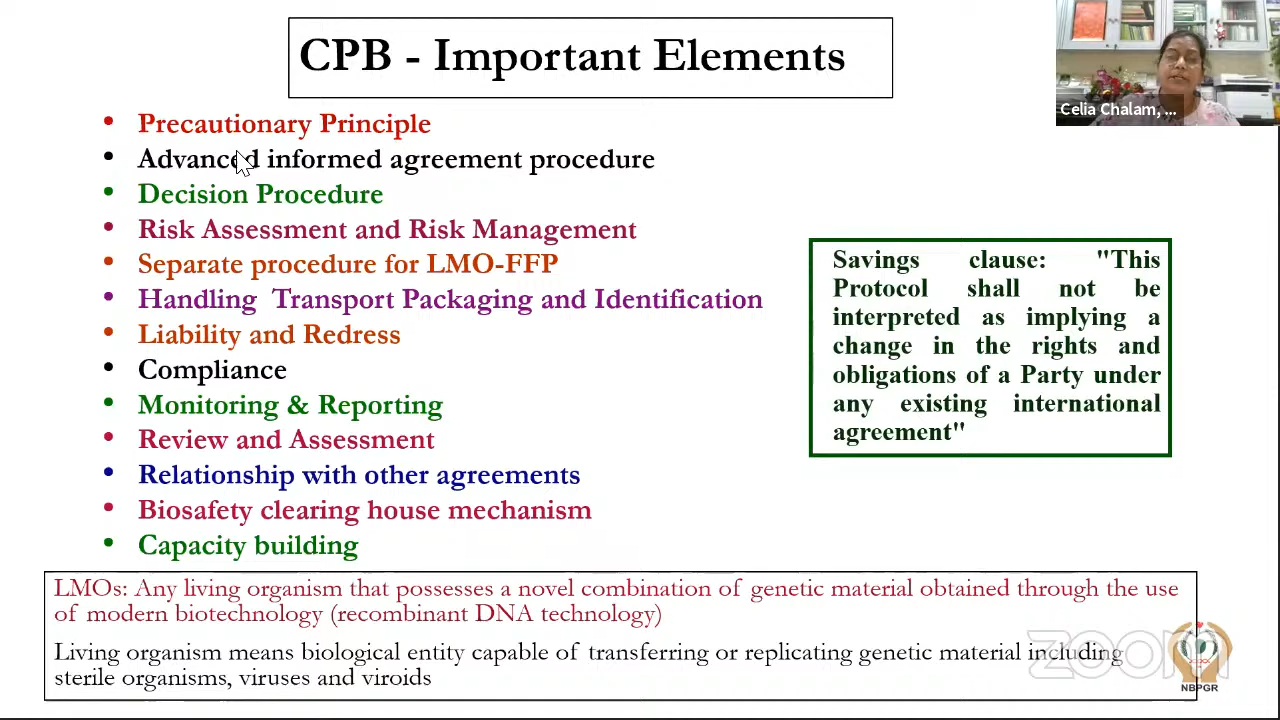 CPB - Important Elements
Celia Chalam, ...
• Precautionary Principle
• Advanced informed agreement procedure
• Decision Procedure
• Risk Assessment and Risk Management
• Separate procedure for LMO-FFP
• Handling Transport Packaging and Identification
• Liability and Redress
• Compliance
• Monitoring & Reporting
• Review and Assessment
• Relationship with other agreements
• Biosafety clearing house mechanism
• Capacity building
Savings clause: "This
Protocol shall not be
interpreted as implying a
change in the rights and
obligations of a Party under
any existing international
agreement"
LMOs: Any living organism that possesses a novel combination of genetic material obtained through the use
of modern biotechnology (recombinant DNA technology)
Living organism means biological entity capable of transferring or replicating genetic material including
sterile organisms, viruses and viroids
zoom
NBPGR